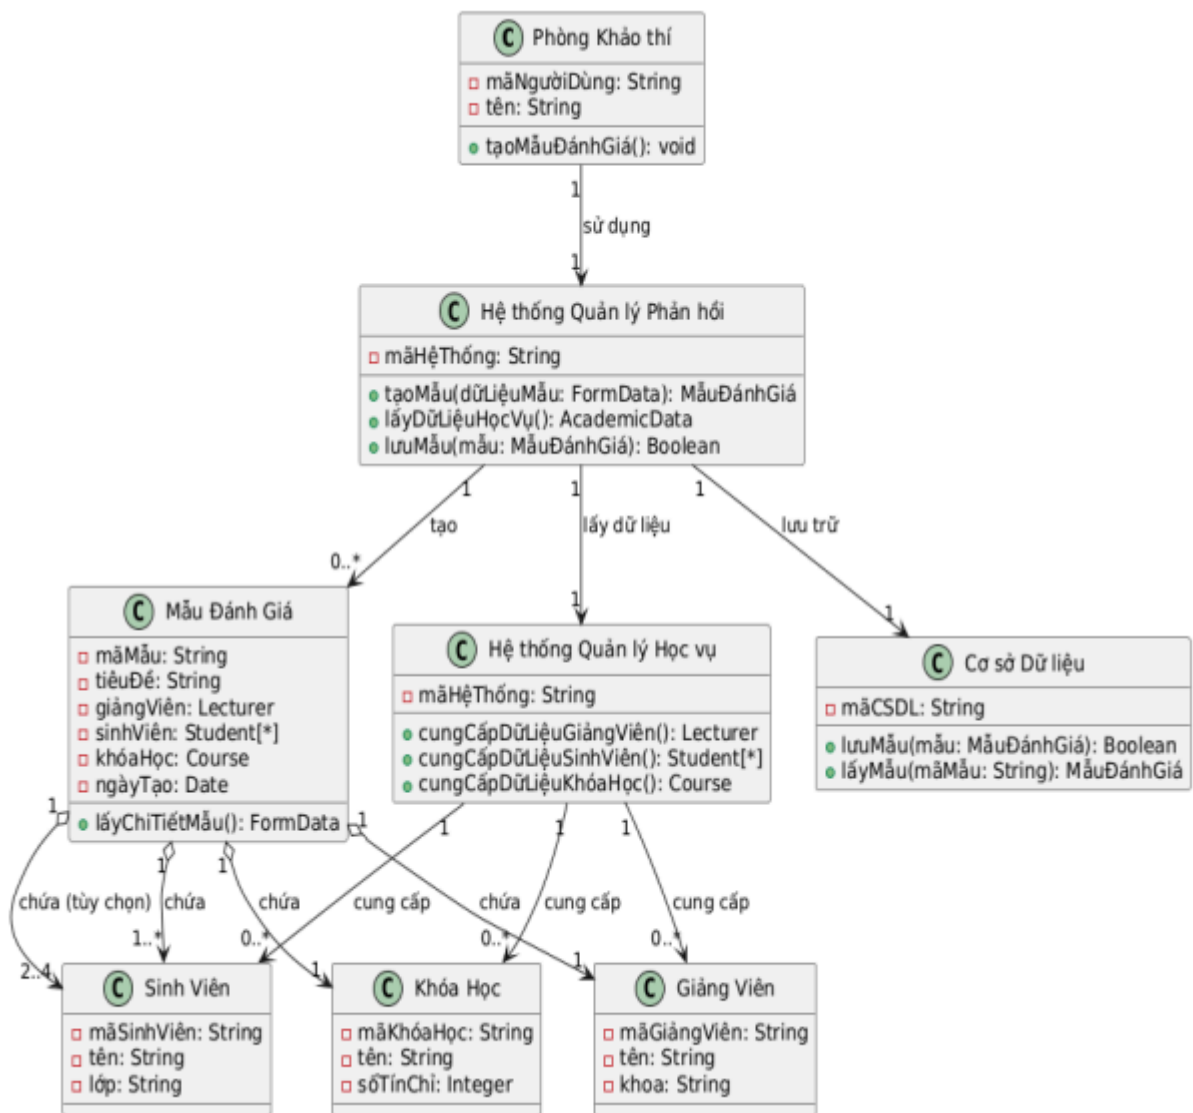 C Phòng Khảo thí
mãNgườiDùng: String
tên: String
tạoMẫuĐánhGiá(): void
1
sử dụng
1
C Hệ thống Quản lý Phản hồi
mãHệThống: String
tạoMẫu(dữLiệuMẫu: FormData): MẫuĐánhGiá
lấyDữLiệuHọcVụ(): AcademicData
lưuMẫu(mẫu: MẫuĐánhGiá): Boolean
1 1 1
tạo lấy dữ liệu lưu trữ
0..* 1 1
C Mẫu Đánh Giá
mãMẫu: String
tiêuĐề: String
giảngViên: Lecturer
sinhViên: Student[*]
khóaHọc: Course
ngàyTạo: Date
lấyChiTiếtMẫu(): FormData
C Hệ thống Quản lý Học vụ
mãHệThống: String
cungCấpDữLiệuGiảngViên(): Lecturer
cungCấpDữLiệuSinhViên(): Student[*]
cungCấpDữLiệuKhóaHọc(): Course
C Cơ sở Dữ liệu
mãCSDL: String
lưuMẫu(mẫu: MẫuĐánhGiá): Boolean
lấyMẫu(mãMẫu: String): MẫuĐánhGiá
1 1 1 1 1 1 1
chứa (tùy chọn) chứa chứa cung cấp chứa cung cấp cung cấp
2..4 1..* 0..* 1 0..* 1 0..*
C Sinh Viên
mãSinhViên: String
tên: String
lớp: String
C Khóa Học
mãKhóaHọc: String
tên: String
sốTínChỉ: Integer
C Giảng Viên
mãGiảngViên: String
tên: String
khoa: String